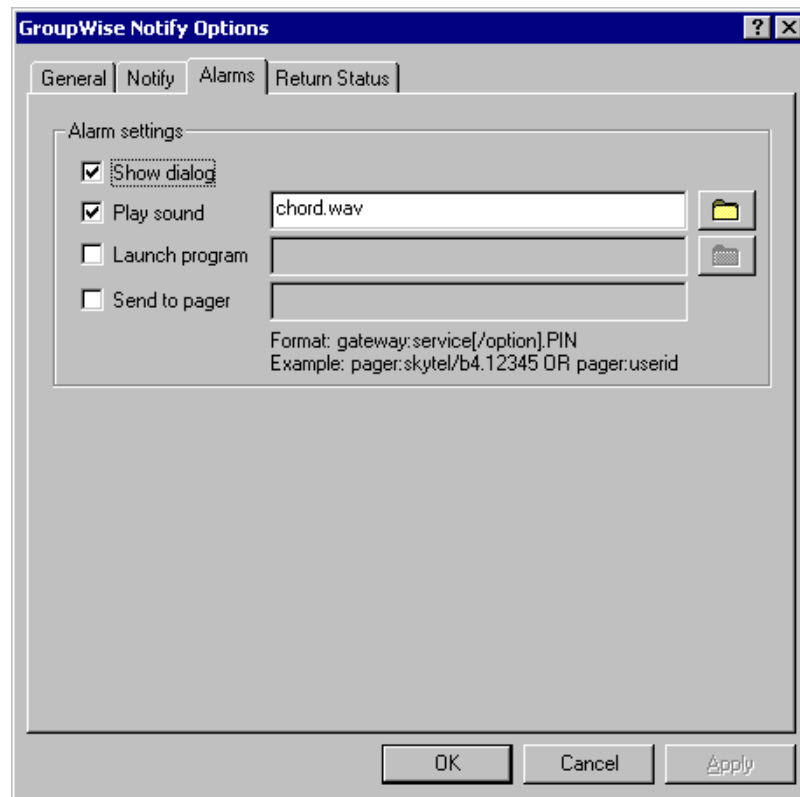 GroupWise Notify Options
General Notify Alarms Return Status
Alarm settings
Show dialog
Play sound chord.wav
Launch program
Send to pager
Format: gateway:service[/option].PIN
Example: pager:skytel/b4.12345 OR pager:userid
OK Cancel Apply